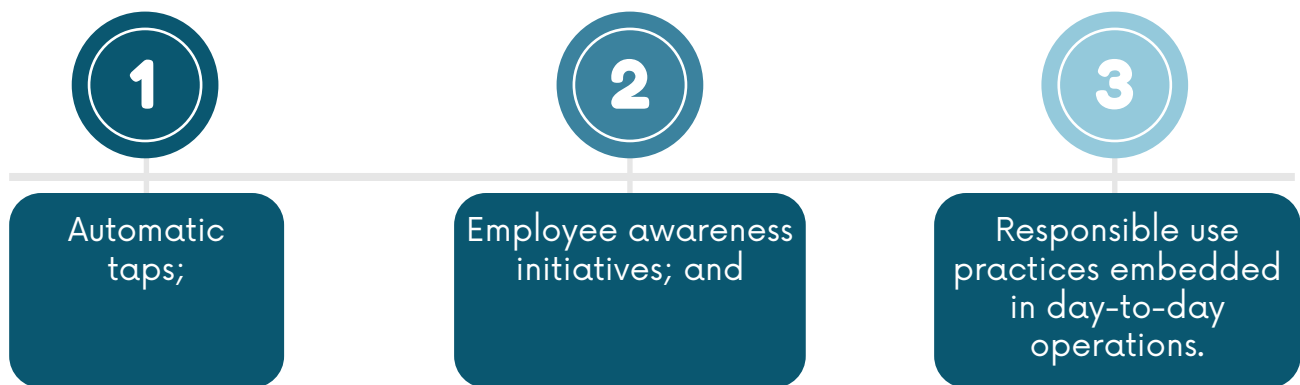 1
2
3
Automatic
taps;
Employee awareness
initiatives; and
Responsible use
practices embedded
in day-to-day
operations.